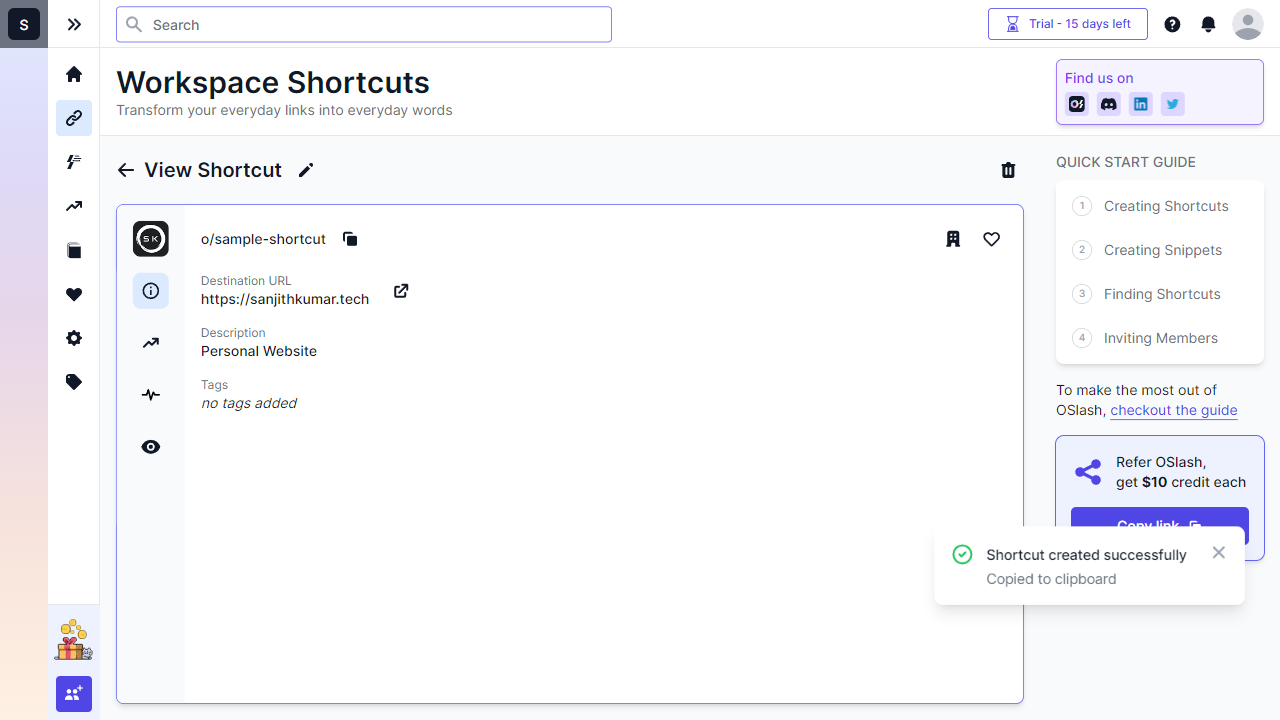 S
Search
Trial - 15 days left
Workspace Shortcuts
Transform your everyday links into everyday words
Find us on
View Shortcut
SK
o/sample-shortcut
Destination URL
https://sanjithkumar.tech
Description
Personal Website
Tags
no tags added
QUICK START GUIDE
1 Creating Shortcuts
2 Creating Snippets
3 Finding Shortcuts
4 Inviting Members
To make the most out of
OSlash, checkout the guide
Refer OSlash,
get $10 credit each
Copy link
Shortcut created successfully
Copied to clipboard